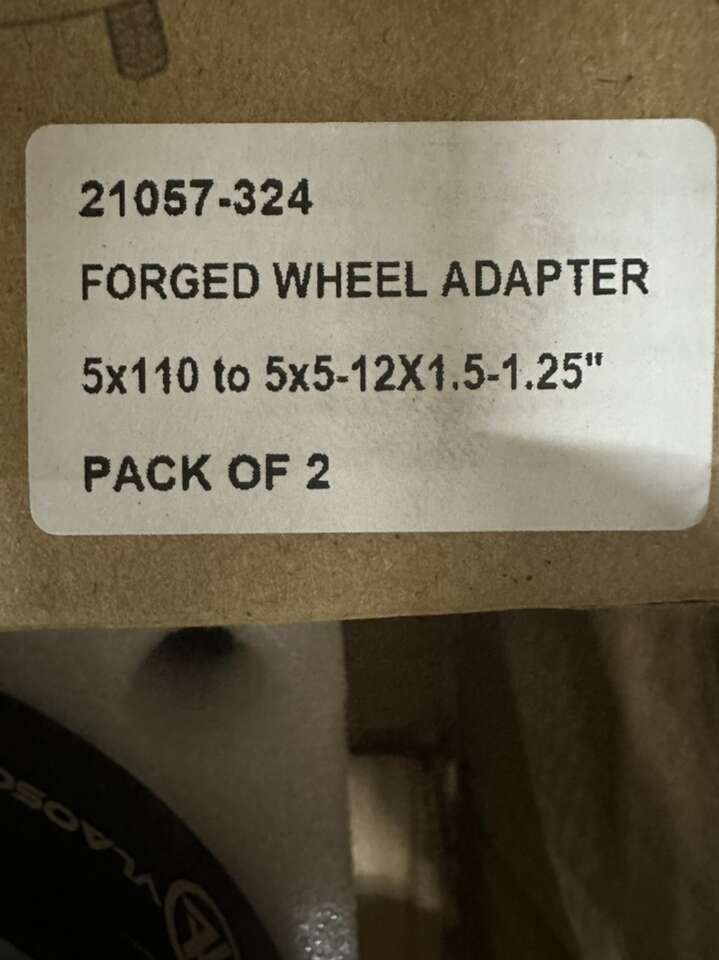 21057-324
FORGED WHEEL ADAPTER
5x110 to 5x5-12X1.5-1.25"
PACK OF 2